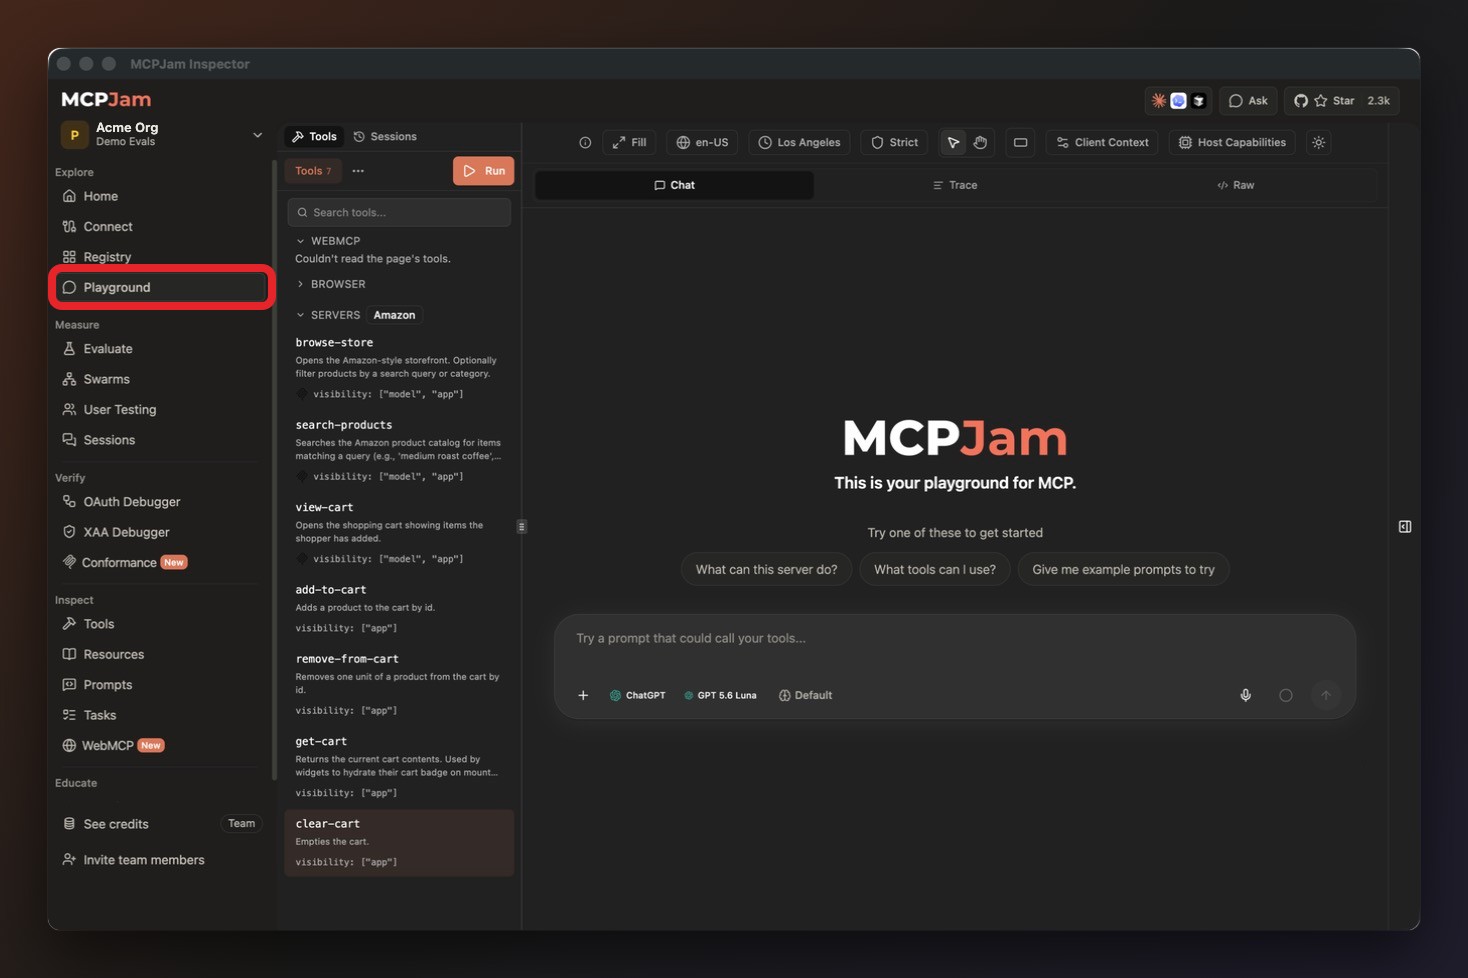 MCPJam Inspector
MCPJam
Ask
Star 2.3k
P
Acme Org
Demo Evals
Explore
Home
Connect
Registry
Playground
Measure
Evaluate
Swarms
User Testing
Sessions
Verify
OAuth Debugger
XAA Debugger
Conformance New
Inspect
Tools
Resources
Prompts
Tasks
WebMCP New
Educate
See credits Team
Invite team members
Tools Sessions
Tools 7 ··· Run
Search tools...
WEBMCP
Couldn't read the page's tools.
BROWSER
SERVERS Amazon
browse-store
Opens the Amazon-style storefront. Optionally
filter products by a search query or category.
visibility: ["model", "app"]
search-products
Searches the Amazon product catalog for items
matching a query (e.g., 'medium roast coffee',...
visibility: ["model", "app"]
view-cart
Opens the shopping cart showing items the
shopper has added.
visibility: ["model", "app"]
add-to-cart
Adds a product to the cart by id.
visibility: ["app"]
remove-from-cart
Removes one unit of a product from the cart by
id.
visibility: ["app"]
get-cart
Returns the current cart contents. Used by
widgets to hydrate their cart badge on mount...
visibility: ["app"]
clear-cart
Empties the cart.
visibility: ["app"]
Fill en-US Los Angeles Strict Client Context Host Capabilities
Chat Trace Raw
MCPJam
This is your playground for MCP.
Try one of these to get started
What can this server do? What tools can I use? Give me example prompts to try
Try a prompt that could call your tools...
ChatGPT GPT 5.6 Luna Default